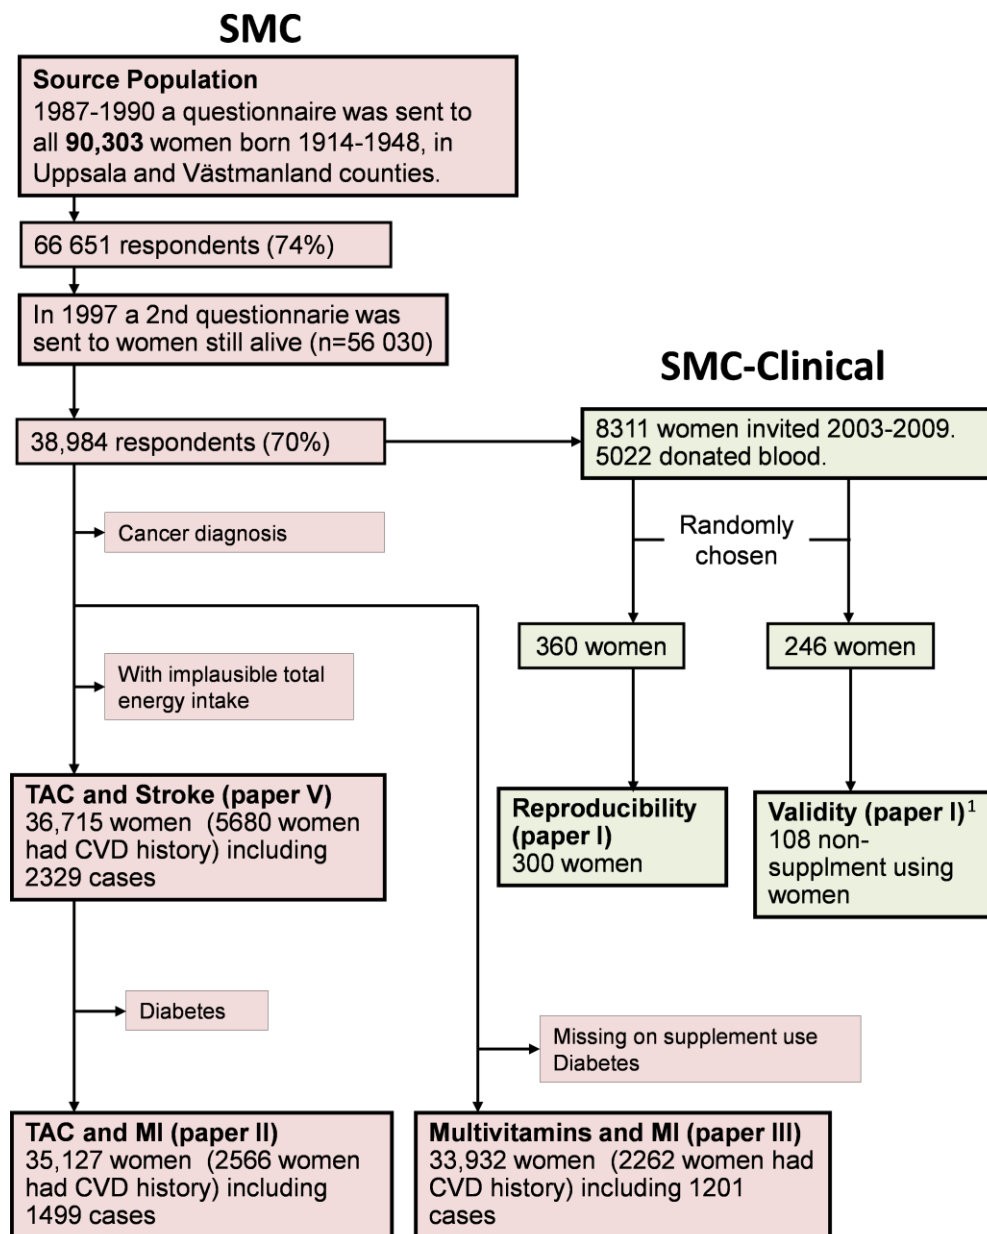 SMC
Source Population
1987-1990 a questionnaire was sent to
all 90,303 women born 1914-1948, in
Uppsala and Västmanland counties.
66 651 respondents (74%)
In 1997 a 2nd questionnarie was
sent to women still alive (n=56 030)
38,984 respondents (70%)
SMC-Clinical
8311 women invited 2003-2009.
5022 donated blood.
Cancer diagnosis
Randomly
chosen
360 women
246 women
With implausible total
energy intake
TAC and Stroke (paper V)
36,715 women (5680 women
had CVD history) including
2329 cases
Reproducibility
(paper I)
300 women
Validity (paper I)1
108 non-
supplment using
women
Diabetes
Missing on supplement use
Diabetes
TAC and MI (paper II)
35,127 women (2566 women
had CVD history) including
1499 cases
Multivitamins and MI (paper III)
33,932 women (2262 women had
CVD history) including 1201
cases